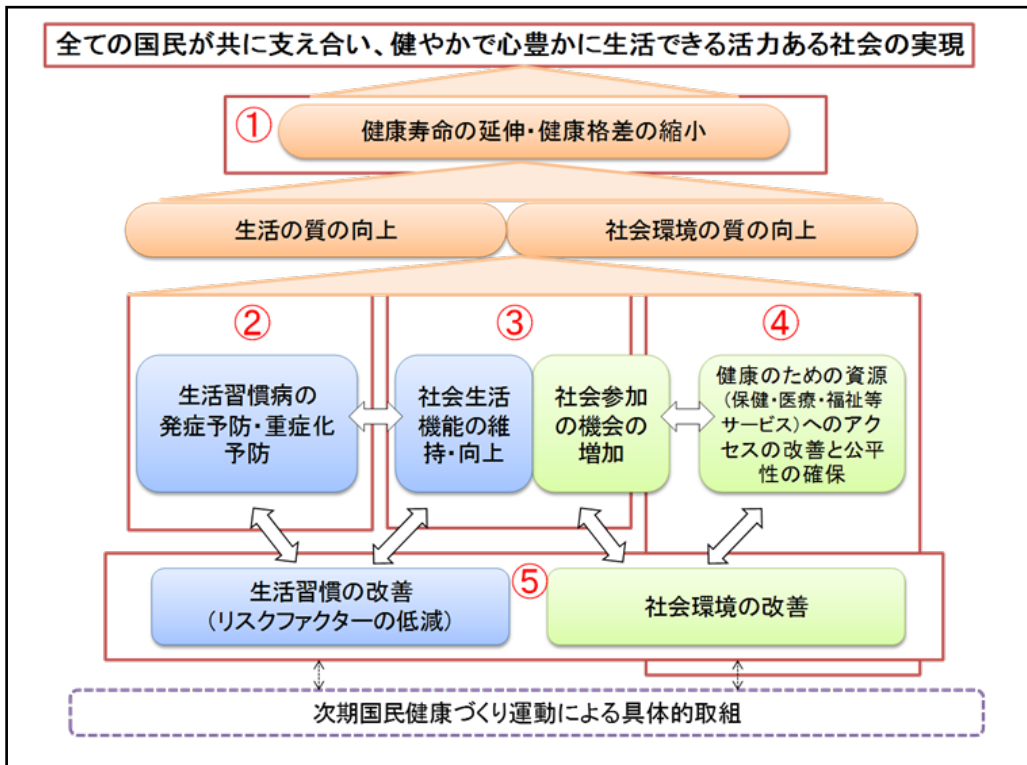 全ての国民が共に支え合い、健やかで心豊かに生活できる活力ある社会の実現
①
健康寿命の延伸・健康格差の縮小
生活の質の向上
社会環境の質の向上
②
生活習慣病の
発症予防・重症化
予防
③
社会生活
機能の維
持・向上
社会参加
の機会の
増加
④
健康のための資源
(保健・医療・福祉等
サービス)へのアク
セスの改善と公平
性の確保
生活習慣の改善
(リスクファクターの低減)
⑤
社会環境の改善
次期国民健康づくり運動による具体的取組